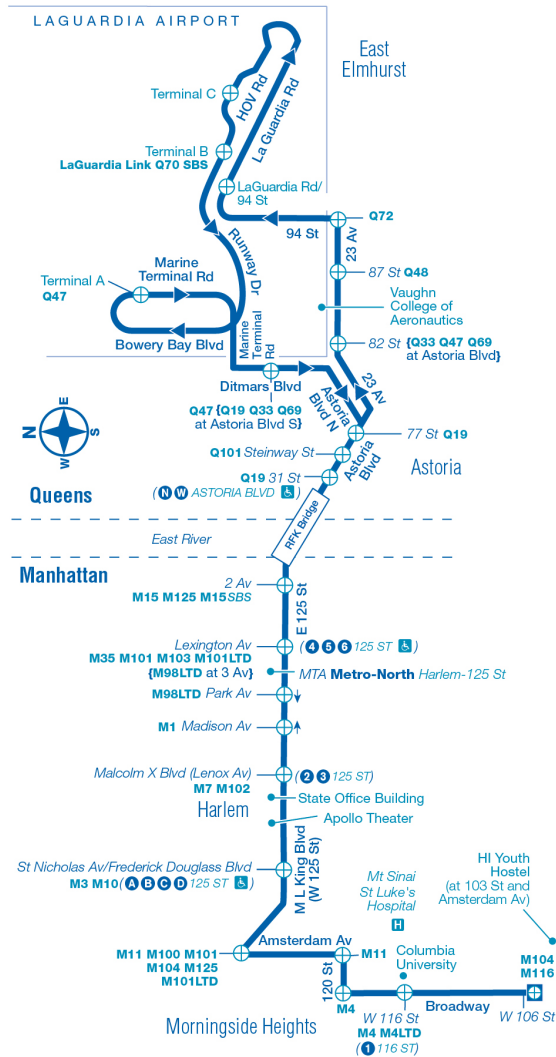 LAGUARDIA AIRPORT
East
Elmhurst
Terminal C
HOV Rd
La Guardia Rd
Terminal B
LaGuardia Link Q70 SBS
LaGuardia Rd/
94 St
94 St
Q72
23 Av
Runway Dr
87 St Q48
Marine
Terminal Rd
Terminal A
Q47
Vaughn
College of
Aeronautics
Bowery Bay Blvd
Marine
Terminal
Rd
82 St {Q33 Q47 Q69
at Astoria Blvd}
Ditmars Blvd
23 Av
Astoria
Blvd N
Q47 {Q19 Q33 Q69
at Astoria Blvd S}
E
N
S
W
77 St Q19
Q101 Steinway St
Astoria
Blvd
Astoria
Q19 31 St
(N W ASTORIA BLVD)
Queens
RFK Bridge
East River
Manhattan
2 Av
M15 M125 M15SBS
E 125 St
Lexington Av
(4 5 6 125 ST)
M35 M101 M103 M101LTD
{M98LTD at 3 Av}
MTA Metro-North Harlem-125 St
M98LTD Park Av
M1 Madison Av
Malcolm X Blvd (Lenox Av)
(2 3 125 ST)
M7 M102
State Office Building
Harlem
Apollo Theater
M L King Blvd
(W 125 St)
St Nicholas Av/Frederick Douglass Blvd
M3 M10 (A B C D 125 ST)
Mt Sinai
St Luke's
Hospital
H
HI Youth
Hostel
(at 103 St and
Amsterdam Av)
Amsterdam Av
M11 M100 M101
M104 M125
M101LTD
M11
Columbia
University
M104
M116
120 St
M4
Broadway
W 116 St
W 106 St
M4 M4LTD
(1 116 ST)
Morningside Heights